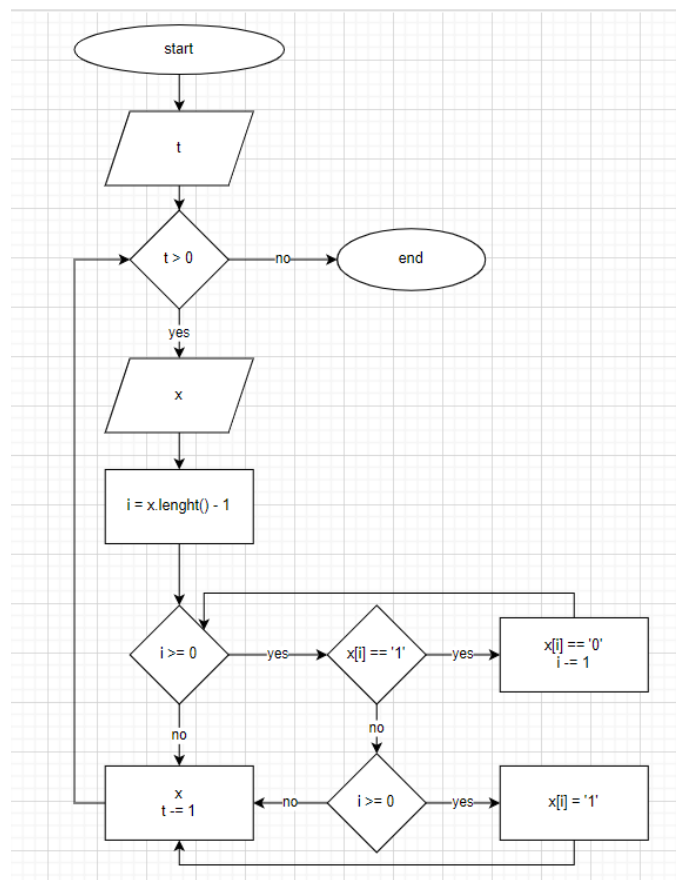 start
t
t > 0
no
end
yes
x
i = x.lenght() - 1
i >= 0
yes
x[i] == '1'
yes
x[i] == '0'
i -= 1
no
no
x
t -= 1
no
i >= 0
yes
x[i] = '1'